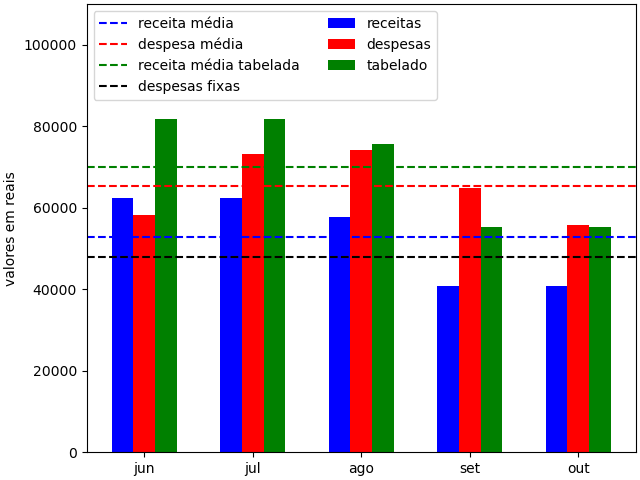 receita média
despesa média
receita média tabelada
despesas fixas
receitas
despesas
tabelado
valores em reais
100000
80000
60000
40000
20000
0
jun jul ago set out